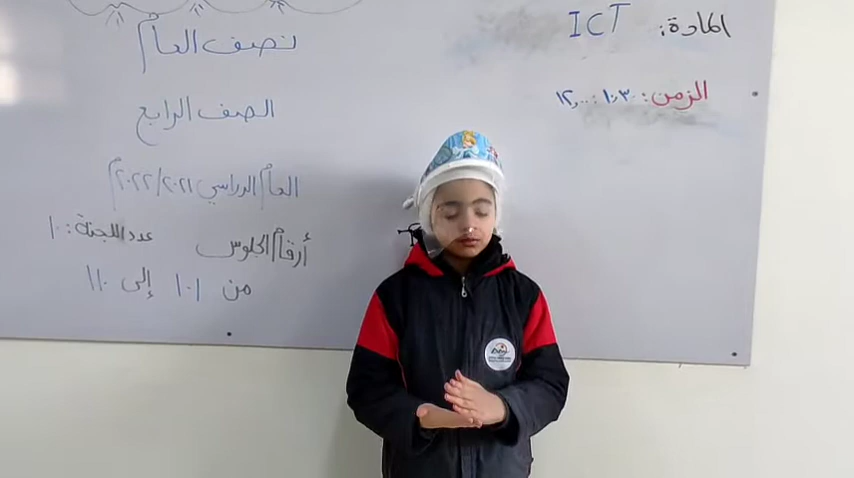 المادة: ICT
الزمن: ١٠٫٣٠ : ١٢٫٠٠
نصف العام
الصف الرابع
العام الدراسي ٢٠٢١/٢٠٢٢
أرقام الجلوس عدد اللجنة: ١٠
من ١٠١ إلى ١١٠